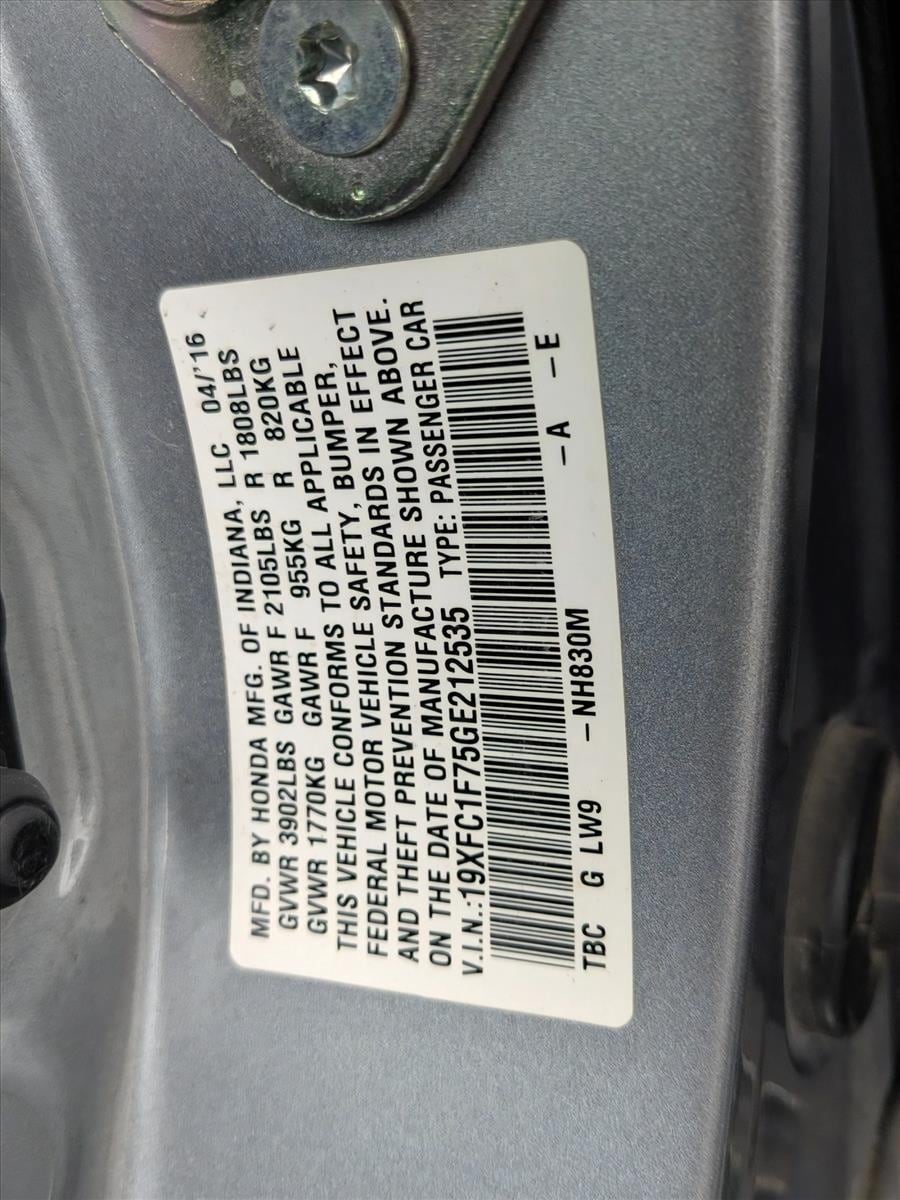 MFD. BY HONDA MFG. OF INDIANA, LLC 04/'16
GVWR 3902LBS GAWR F 2105LBS R 1808LBS
GVWR 1770KG GAWR F 955KG R 820KG
THIS VEHICLE CONFORMS TO ALL APPLICABLE
FEDERAL MOTOR VEHICLE SAFETY, BUMPER,
AND THEFT PREVENTION STANDARDS IN EFFECT
ON THE DATE OF MANUFACTURE SHOWN ABOVE.
V.I.N.:19XFC1F75GE212535 TYPE: PASSENGER CAR
TBC G LW9 -NH830M -A -E